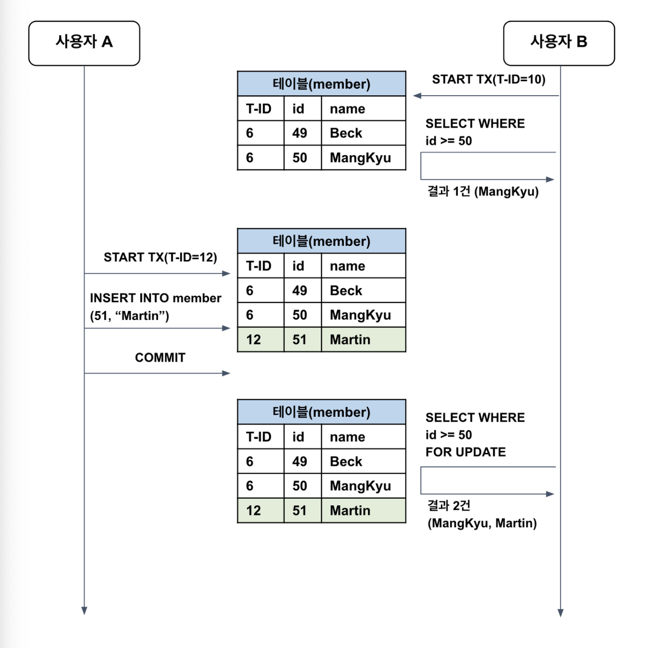 사용자 A
사용자 B
테이블(member)
T-ID id name
6 49 Beck
6 50 MangKyu
START TX(T-ID=10)
SELECT WHERE
id >= 50
결과 1건 (MangKyu)
START TX(T-ID=12)
INSERT INTO member
(51, “Martin”)
COMMIT
테이블(member)
T-ID id name
6 49 Beck
6 50 MangKyu
12 51 Martin
테이블(member)
T-ID id name
6 49 Beck
6 50 MangKyu
12 51 Martin
SELECT WHERE
id >= 50
FOR UPDATE
결과 2건
(MangKyu, Martin)